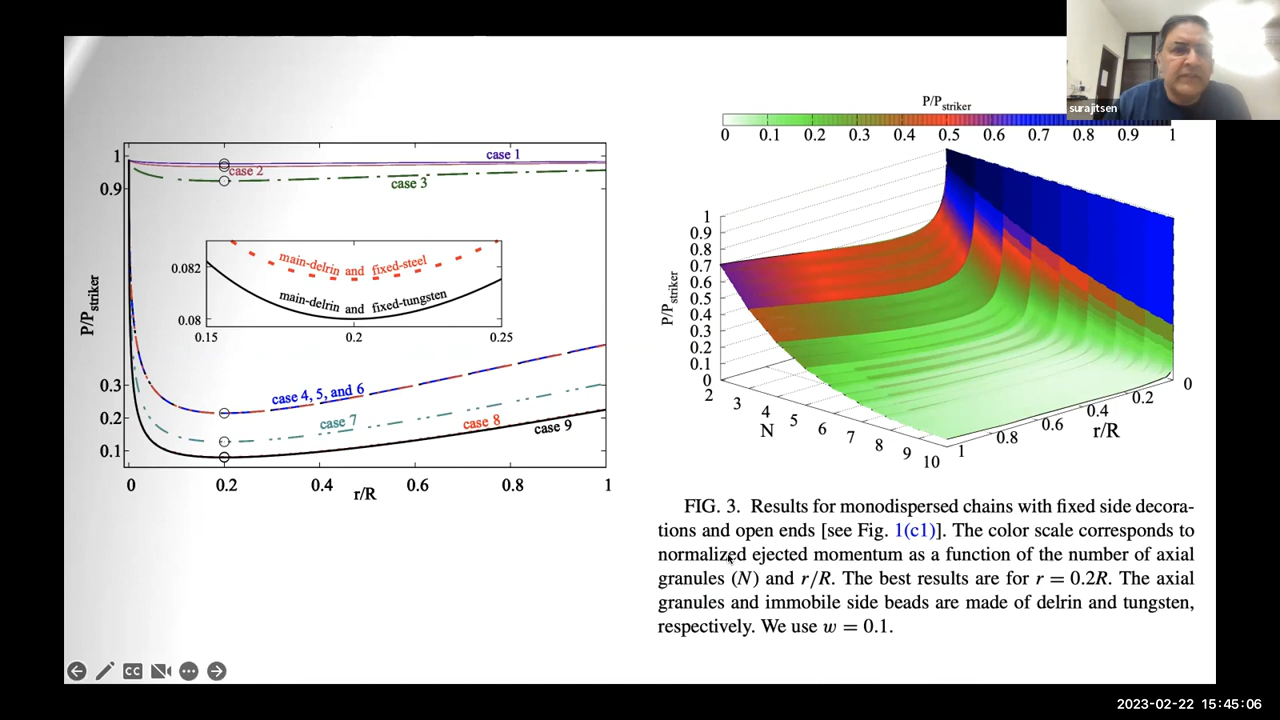 surajitsen
P/P striker
0 0.1 0.2 0.3 0.4 0.5 0.6 0.7 0.8 0.9 1
1
0.9
0.3
0.2
0.1
P/P striker
case 1
case 2
case 3
0.082
0.08
main-delrin and fixed-steel
main-delrin and fixed-tungsten
0.15 0.2 0.25
case 4, 5, and 6
case 7
case 8
case 9
0 0.2 0.4 0.6 0.8 1
r/R
1
0.9
0.8
0.7
0.6
0.5
0.4
0.3
0.2
0.1
0
P/P striker
2 3 4 5 6 7 8 9 10
N
1 0.8 0.6 0.4 0.2 0
r/R
FIG. 3. Results for monodispersed chains with fixed side decora-
tions and open ends [see Fig. 1(c1)]. The color scale corresponds to
normalized ejected momentum as a function of the number of axial
granules (N) and r/R. The best results are for r = 0.2R. The axial
granules and immobile side beads are made of delrin and tungsten,
respectively. We use w = 0.1.
CC
2023-02-22 15:45:06